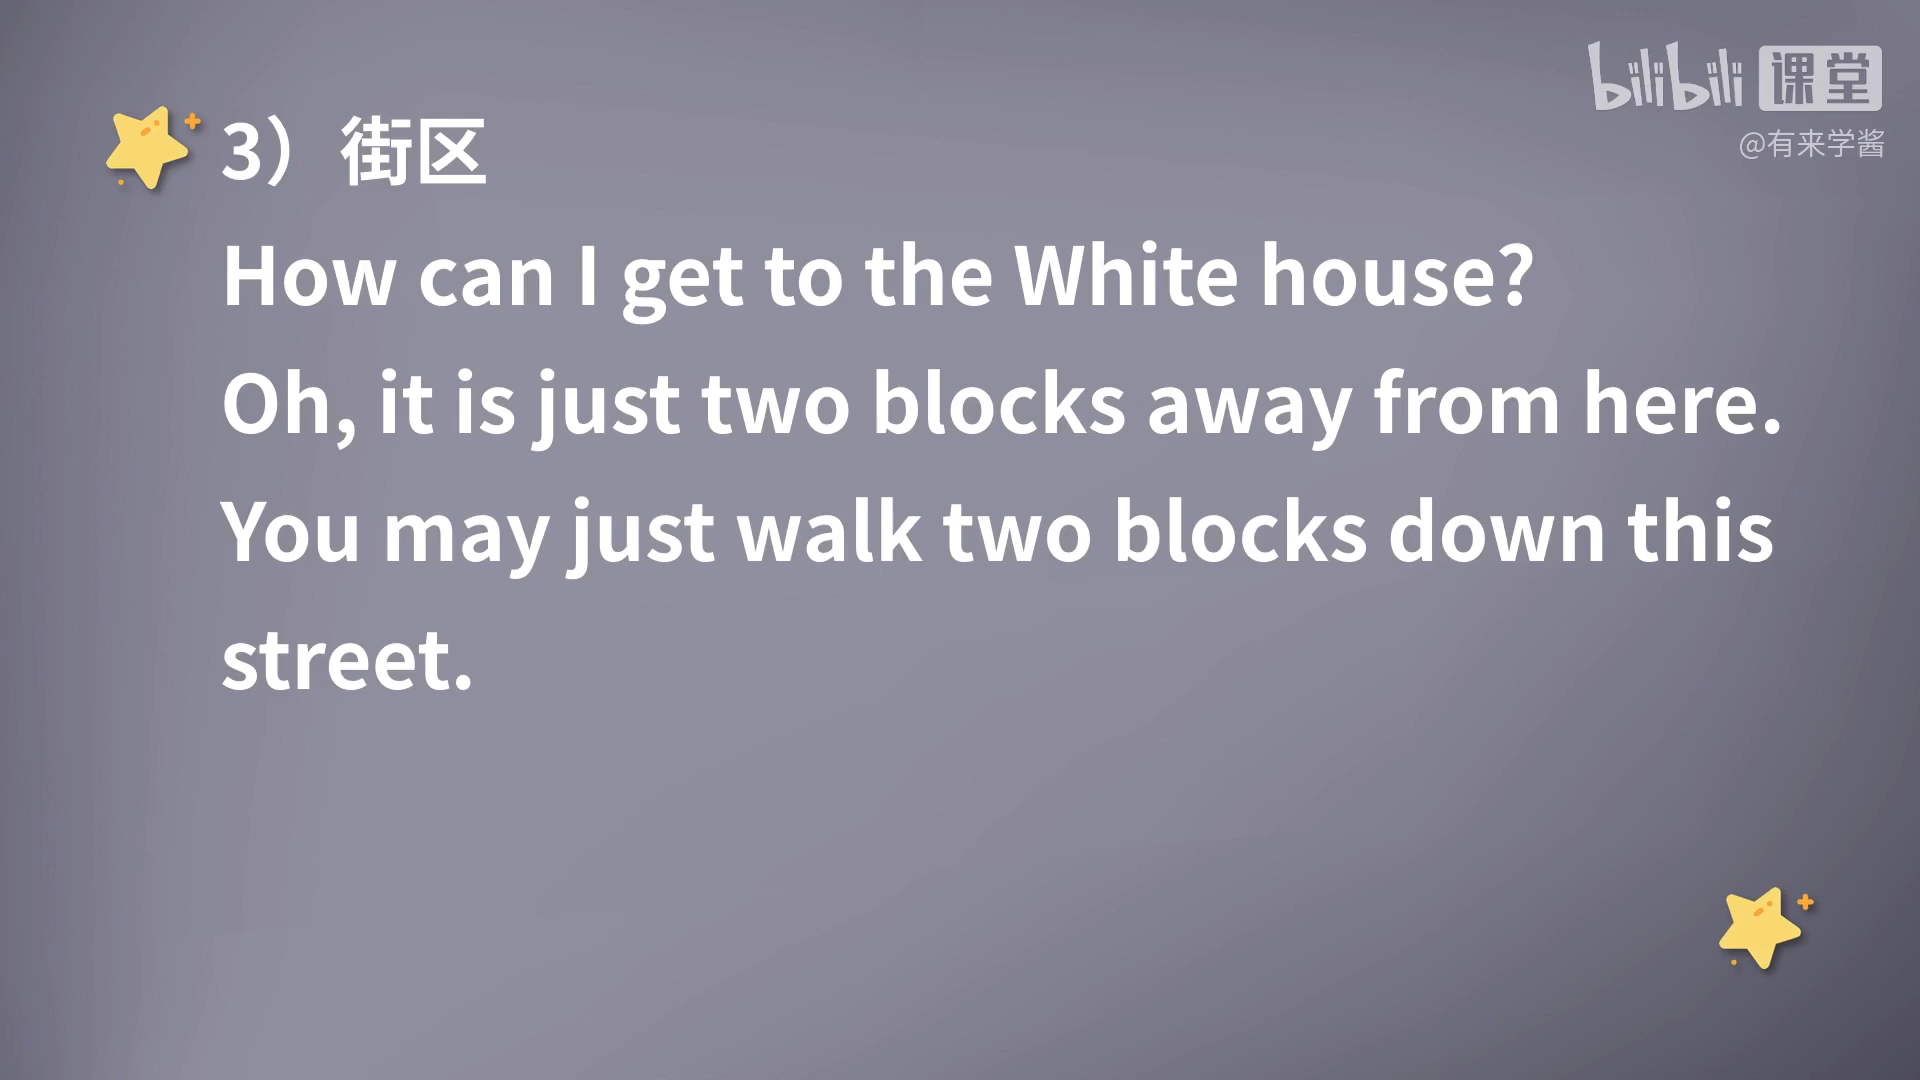 bilibili 课堂
@有来学酱
3）街区
How can I get to the White house?
Oh, it is just two blocks away from here.
You may just walk two blocks down this
street.